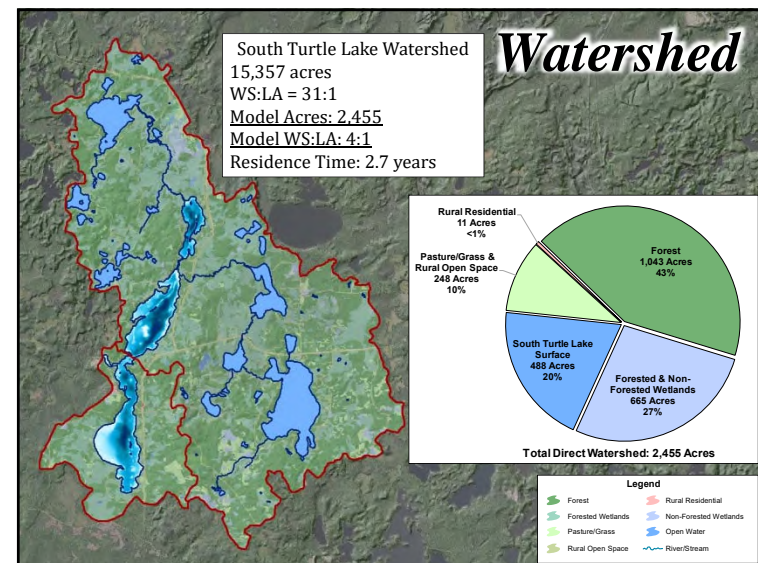 Watershed
South Turtle Lake Watershed
15,357 acres
WS:LA = 31:1
Model Acres: 2,455
Model WS:LA: 4:1
Residence Time: 2.7 years
Rural Residential
11 Acres
<1%
Forest
1,043 Acres
43%
Pasture/Grass &
Rural Open Space
248 Acres
10%
South Turtle Lake
Surface
488 Acres
20%
Forested & Non-
Forested Wetlands
665 Acres
27%
Total Direct Watershed: 2,455 Acres
Legend
Forest
Rural Residential
Forested Wetlands
Non-Forested Wetlands
Pasture/Grass
Open Water
Rural Open Space
River/Stream